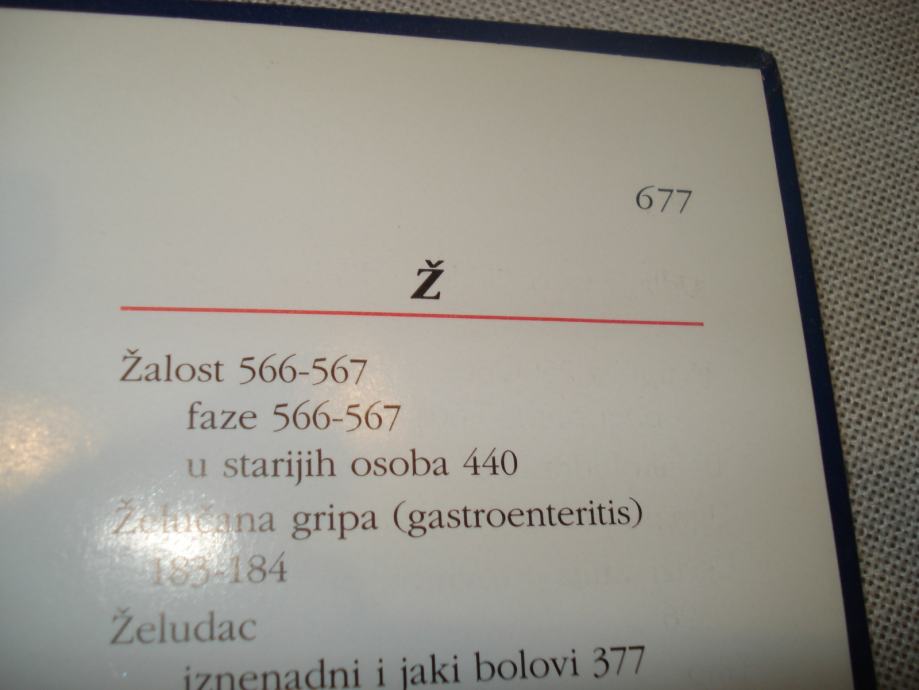 677
Ž
Žalost 566-567
faze 566-567
u starijih osoba 440
Želučana gripa (gastroenteritis)
183-184
Želudac
iznenadni i jaki bolovi 377